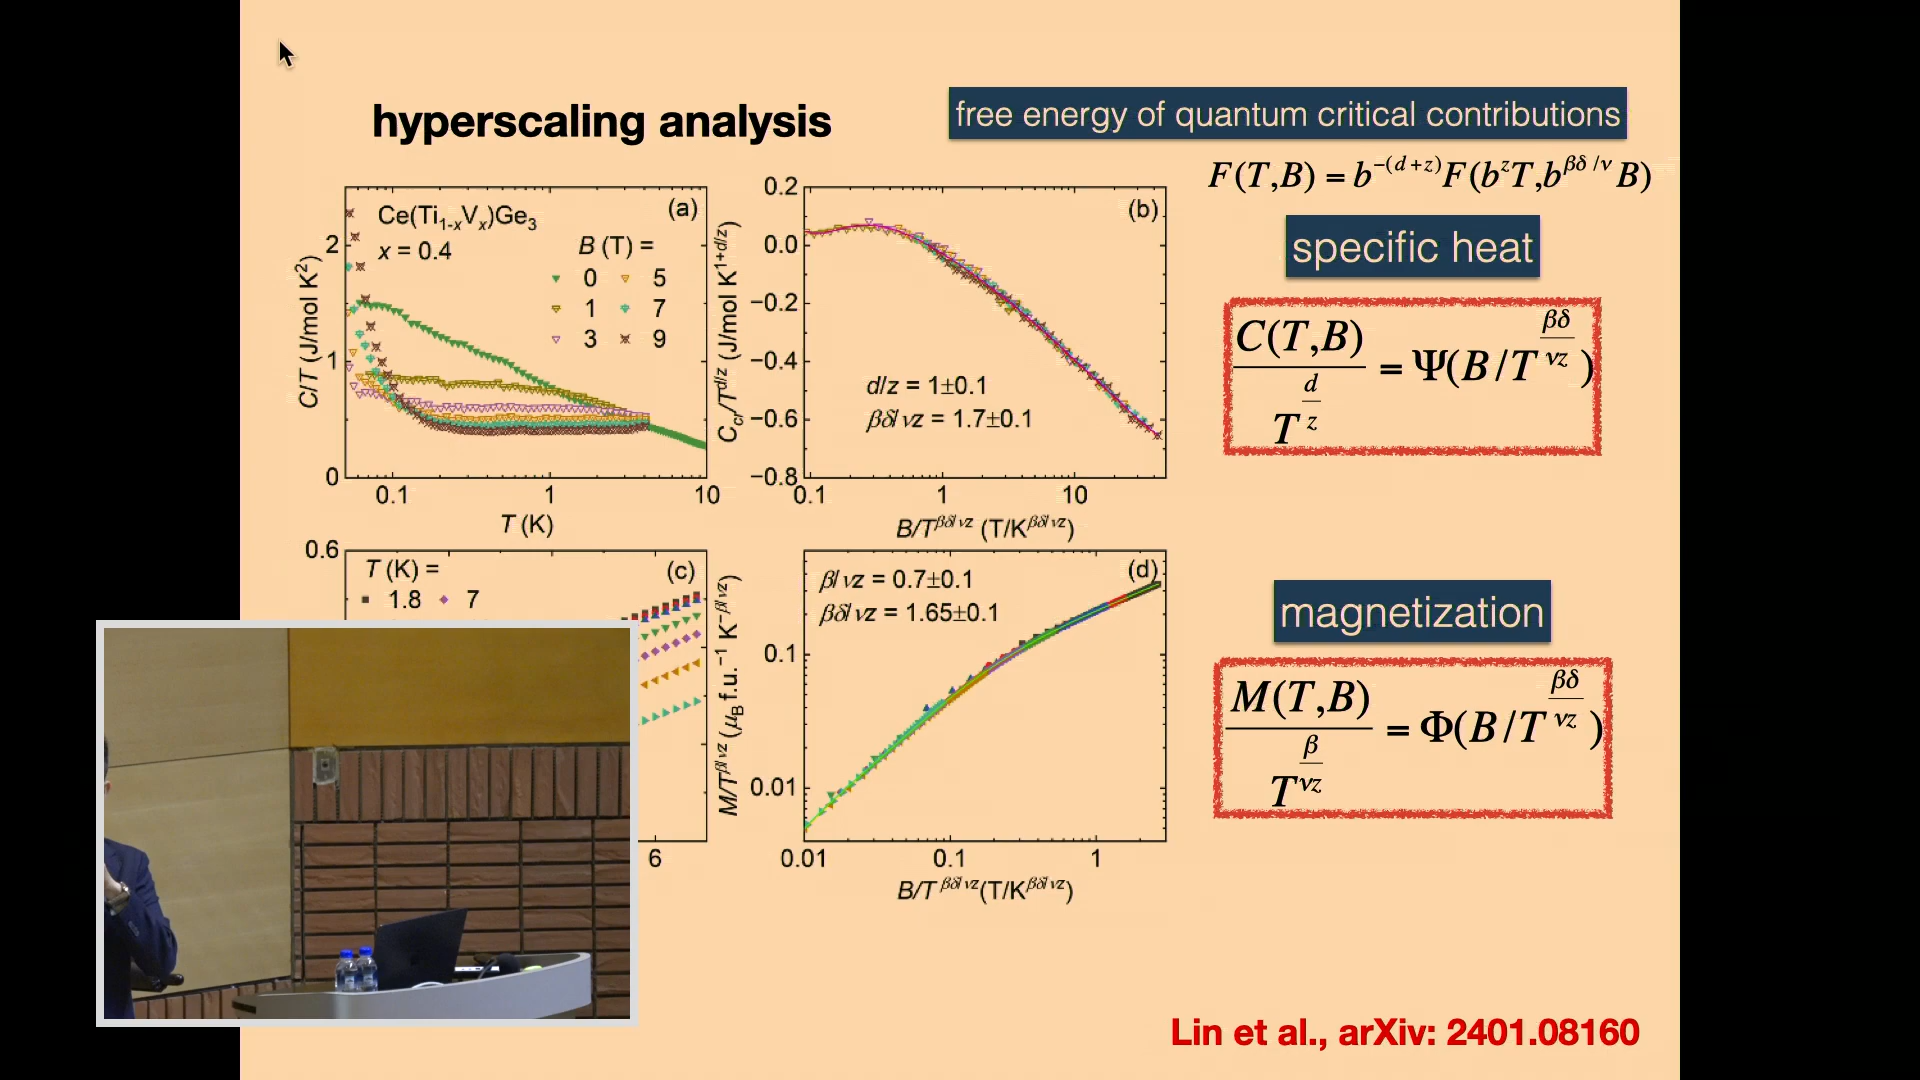 hyperscaling analysis
free energy of quantum critical contributions
F(T,B) = b^{-(d+z)}F(b^z T,b^{βδ/ν} B)
specific heat
C(T,B) / T^{d/z} = Ψ(B/T^{βδ/νz})
(a)
Ce(Ti1-xVx)Ge3
x = 0.4
B (T) =
0 5
1 7
3 9
C/T (J/mol K²)
2
1
0
0.1 1 10
T (K)
(b)
0.2
0.0
−0.2
−0.4
−0.6
−0.8
C_cr/T^{d/z} (J/mol K^{1+d/z})
d/z = 1±0.1
βδ/νz = 1.7±0.1
0.1 1 10
B/T^{βδ/νz} (T/K^{βδ/νz})
0.6
T (K) =
(c)
1.8 7
6
(d)
β/νz = 0.7±0.1
βδ/νz = 1.65±0.1
M/T^{β/νz} (μ_B f.u.⁻¹ K^{−β/νz})
0.1
0.01
0.01 0.1 1
B/T^{βδ/νz}(T/K^{βδ/νz})
magnetization
M(T,B) / T^{β/νz} = Φ(B/T^{βδ/νz})
Lin et al., arXiv: 2401.08160